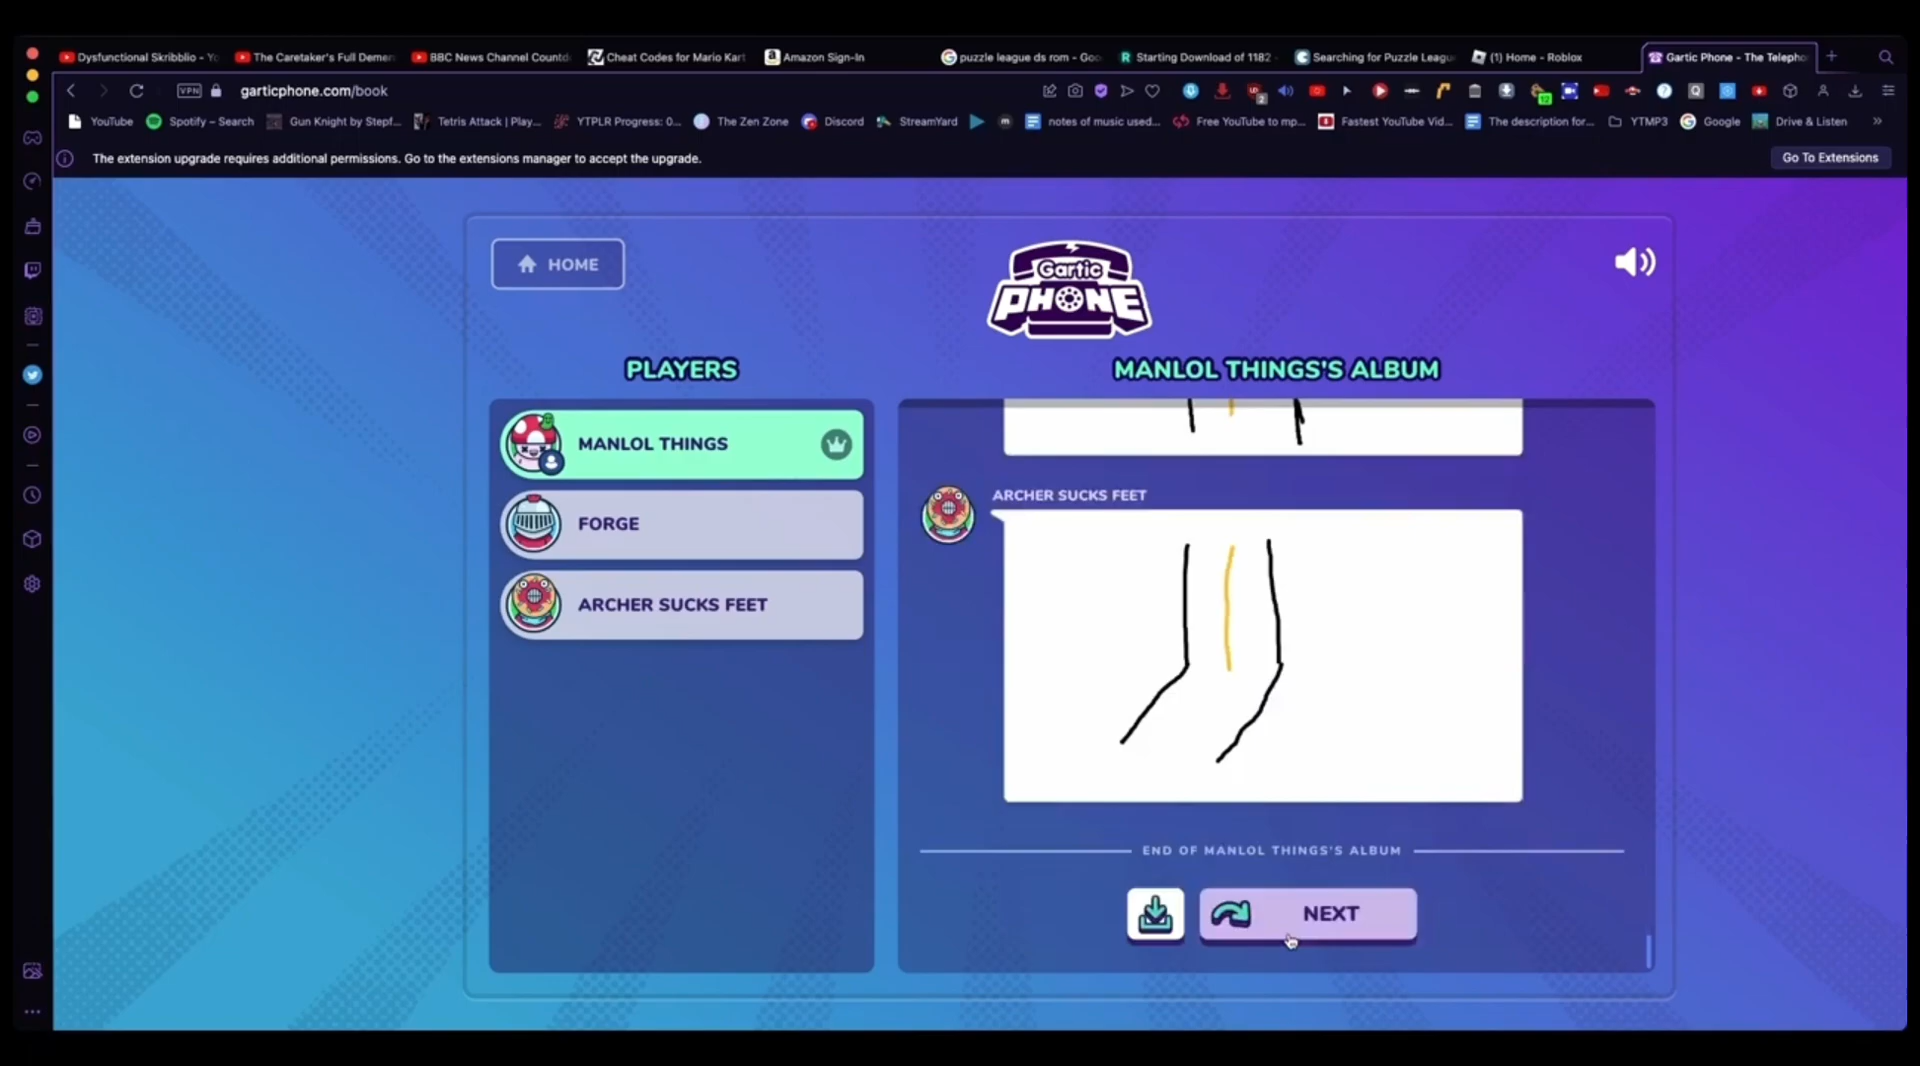 Dysfunctional Skribblio - Yo
The Caretaker's Full Demen
BBC News Channel Countd
Cheat Codes for Mario Kart
Amazon Sign-In
puzzle league ds rom - Goo
Starting Download of 1182
Searching for Puzzle Leagu
(1) Home - Roblox
Gartic Phone - The Telepho
VPN
garticphone.com/book
2
12
YouTube
Spotify – Search
Gun Knight by Stepf...
Tetris Attack | Play...
YTPLR Progress: 0...
The Zen Zone
Discord
StreamYard
notes of music used...
Free YouTube to mp...
Fastest YouTube Vid...
The description for...
YTMP3
Google
Drive & Listen
The extension upgrade requires additional permissions. Go to the extensions manager to accept the upgrade.
Go To Extensions
HOME
Gartic
PHONE
PLAYERS
MANLOL THINGS'S ALBUM
MANLOL THINGS
FORGE
ARCHER SUCKS FEET
ARCHER SUCKS FEET
END OF MANLOL THINGS'S ALBUM
NEXT